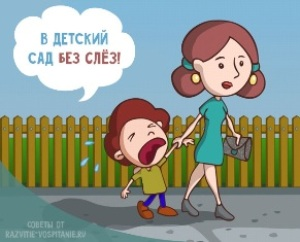 В ДЕТСКИЙ
САД БЕЗ СЛЁЗ!
СОВЕТЫ ОТ
RAZVITIE-VOSPITANIE.RU